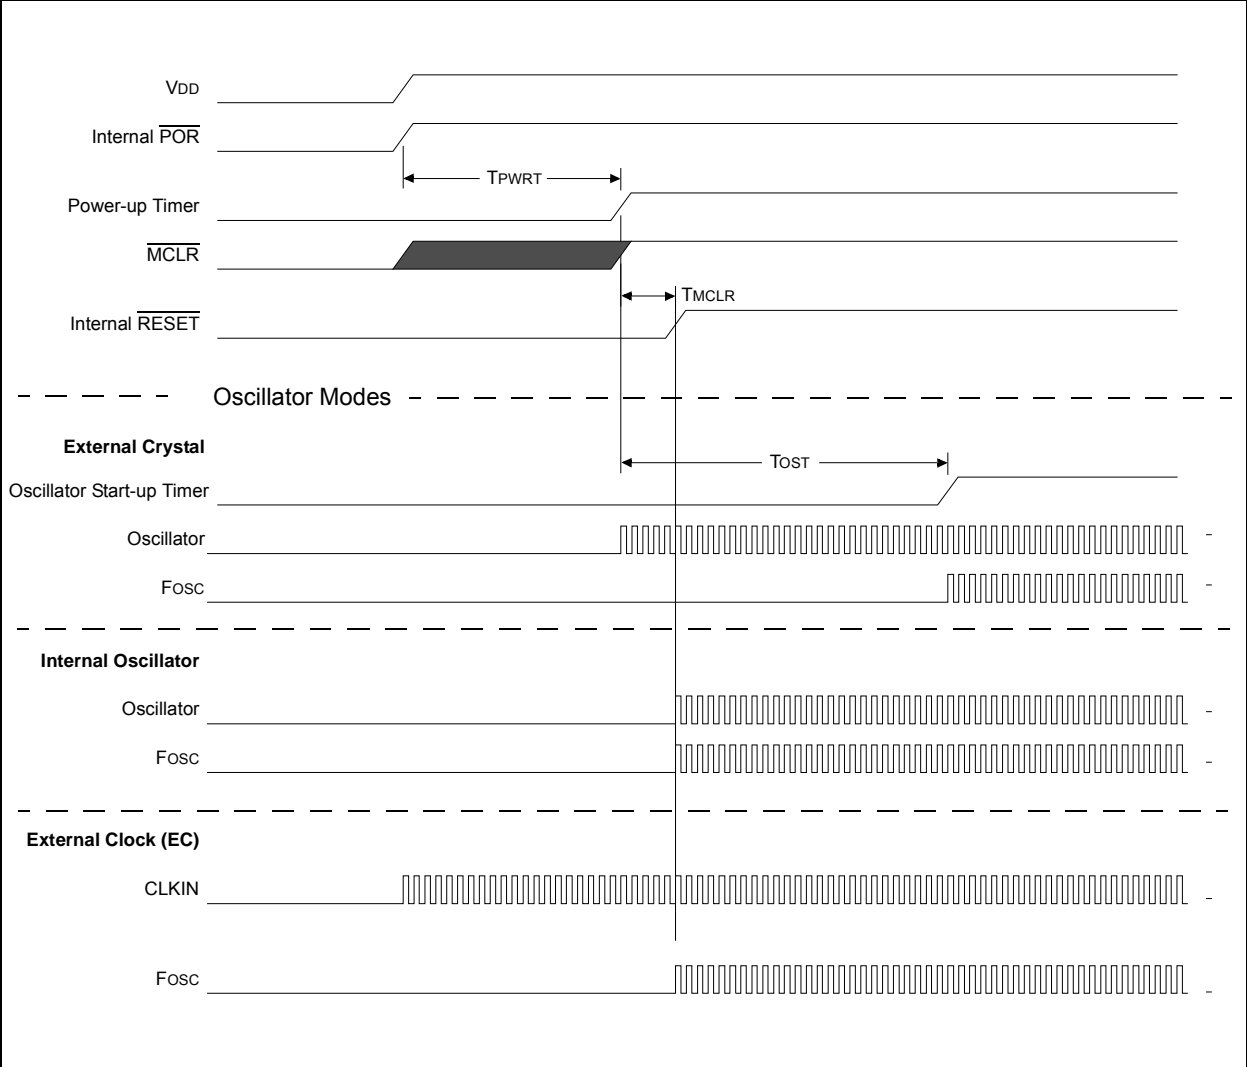 VDD
Internal POR
TPWRT
Power-up Timer
MCLR
TMCLR
Internal RESET
Oscillator Modes
External Crystal
TOST
Oscillator Start-up Timer
Oscillator
FOSC
Internal Oscillator
Oscillator
FOSC
External Clock (EC)
CLKIN
FOSC